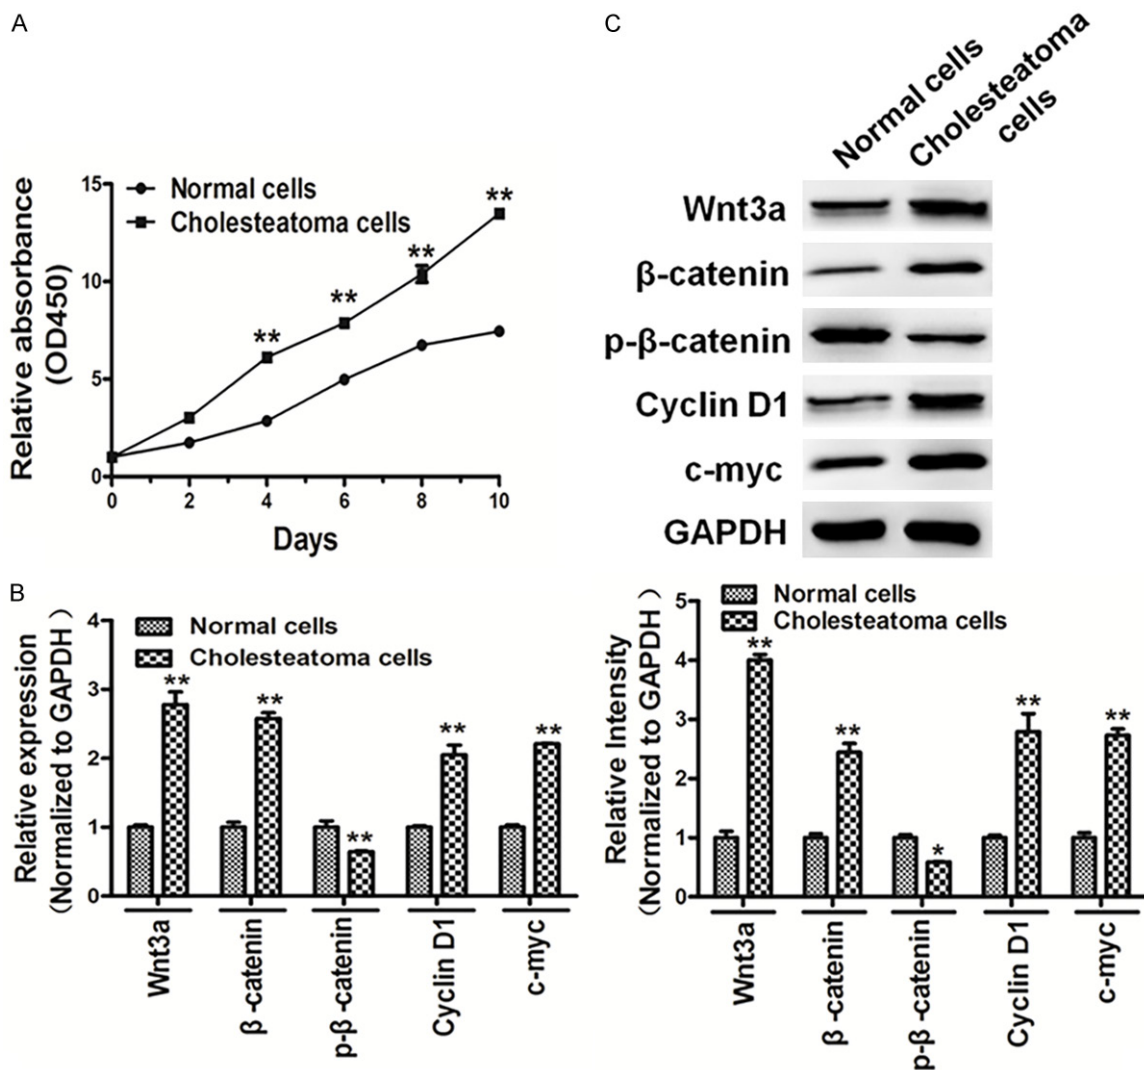 A
Relative absorbance
(OD450)
15
10
5
0
Normal cells
Cholesteatoma cells
**
**
**
**
0
2
4
6
8
10
Days
C
Normal cells
Cholesteatoma
cells
Wnt3a
β-catenin
p-β-catenin
Cyclin D1
c-myc
GAPDH
B
Relative expression
(Normalized to GAPDH)
4
3
2
1
0
Normal cells
Cholesteatoma cells
**
**
**
**
**
Wnt3a
β-catenin
p-β-catenin
Cyclin D1
c-myc
Relative Intensity
(Normalized to GAPDH)
5
4
3
2
1
0
Normal cells
Cholesteatoma cells
**
**
*
**
**
Wnt3a
β-catenin
p-β-catenin
Cyclin D1
c-myc